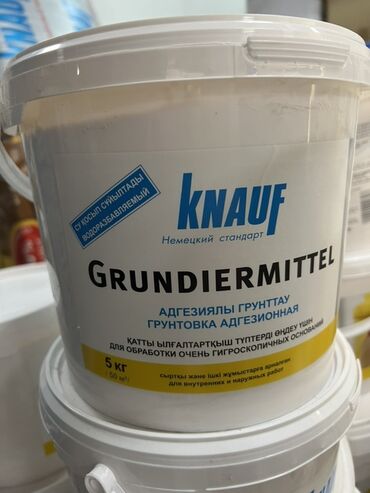 СУ ҚОСЫП СҰЙЫЛТАДЫ
ВОДОРАЗБАВЛЯЕМЫЙ
KNAUF
Немецкий стандарт
GRUNDIERMITTEL
АДГЕЗИЯЛЫ ГРУНТТАУ
ГРУНТОВКА АДГЕЗИОННАЯ
ҚАТТЫ ЫЛҒАЛТАРТҚЫШ ТҮПТЕРДІ ӨҢДЕУ ҮШІН
ДЛЯ ОБРАБОТКИ ОЧЕНЬ ГИГРОСКОПИЧНЫХ ОСНОВАНИЙ
5 КГ
сыртқы және ішкі жұмыстарға арналған
для внутренних и наружных работ